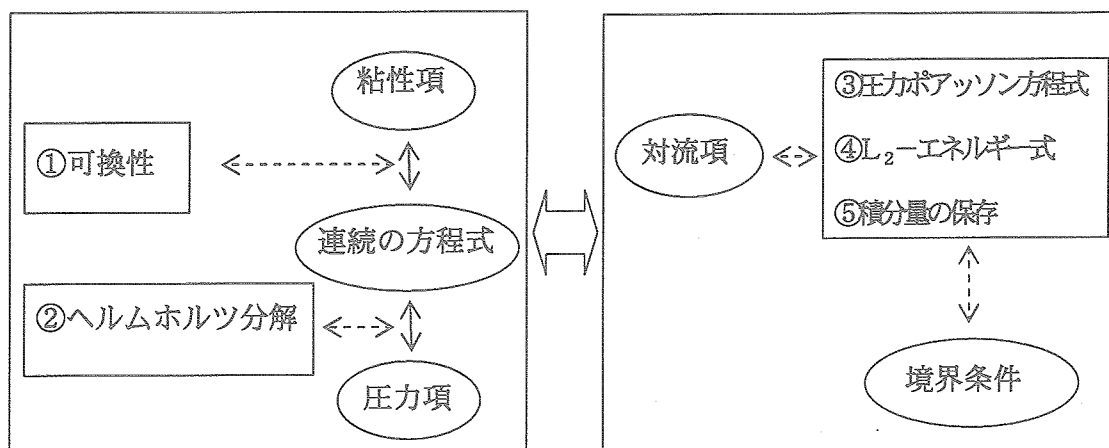 粘性項
①可換性
連続の方程式
②ヘルムホルツ分解
圧力項
対流項
③圧力ポアッソン方程式
④L₂－エネルギー式
⑤積分量の保存
境界条件